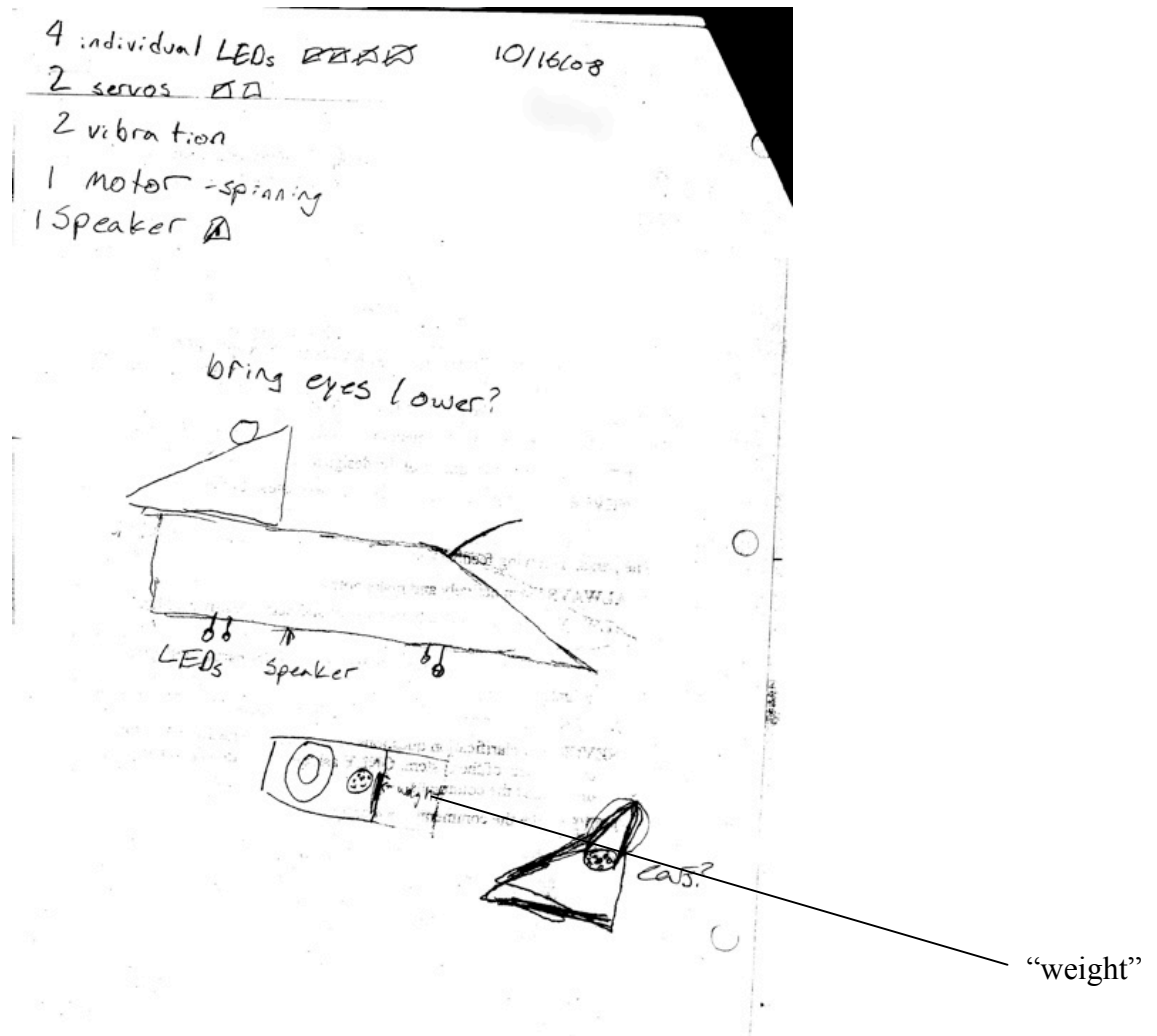 4 individual LEDs
10/16/08
2 servos
2 vibration
1 motor - spinning
1 Speaker
bring eyes lower?
LEDs
Speaker
weight
“weight”